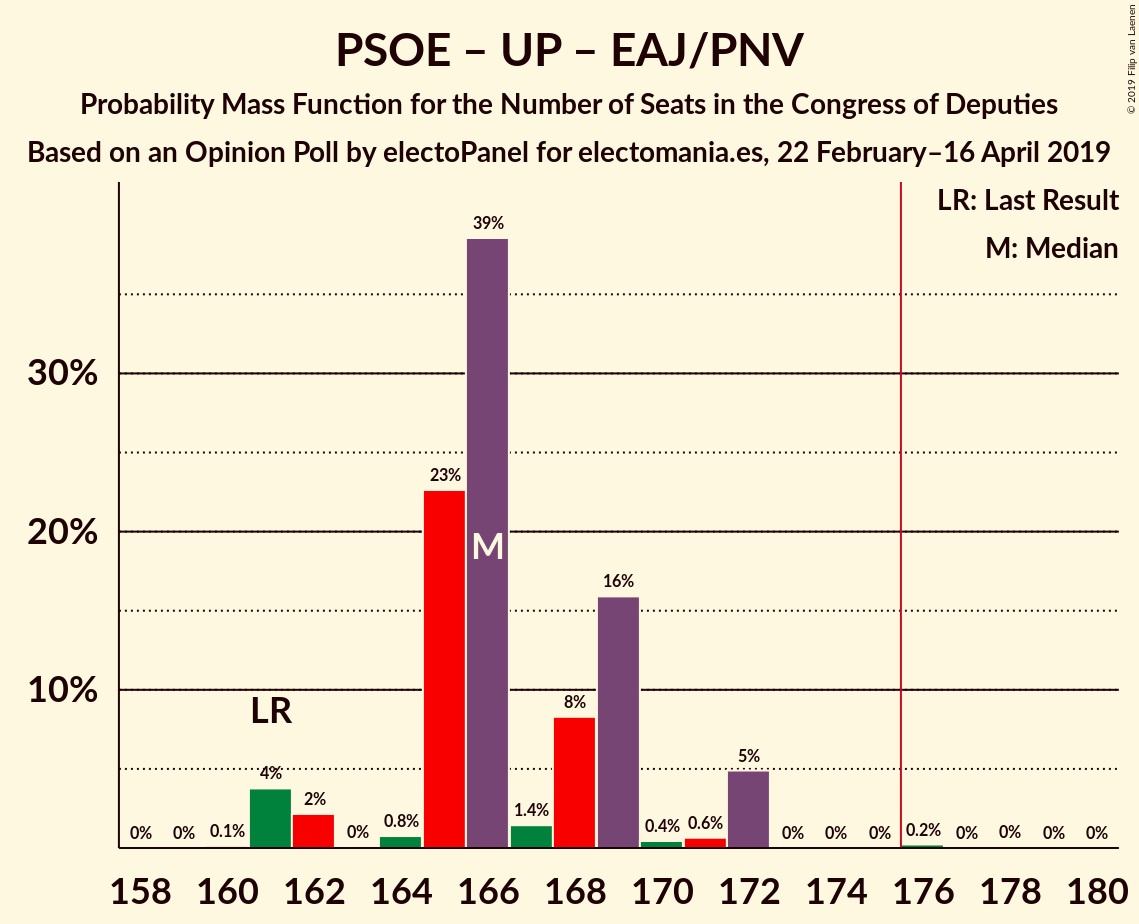 PSOE – UP – EAJ/PNV
Probability Mass Function for the Number of Seats in the Congress of Deputies
Based on an Opinion Poll by electoPanel for electomania.es, 22 February–16 April 2019
© 2019 Filip van Laenen
LR: Last Result
M: Median
39%
30%
23%
20%
M
16%
10%
LR
8%
5%
4%
2%
0% 0% 0.1% 0% 0.8% 1.4% 0.4% 0.6% 0% 0% 0% 0.2% 0% 0% 0% 0%
158 160 162 164 166 168 170 172 174 176 178 180